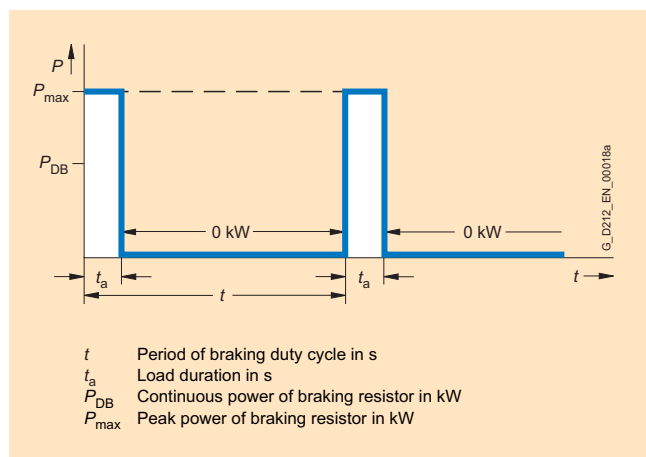 P
Pmax
PDB
0 kW
0 kW
G_D212_EN_00018a
ta
ta
t
t
t Period of braking duty cycle in s
ta Load duration in s
PDB Continuous power of braking resistor in kW
Pmax Peak power of braking resistor in kW